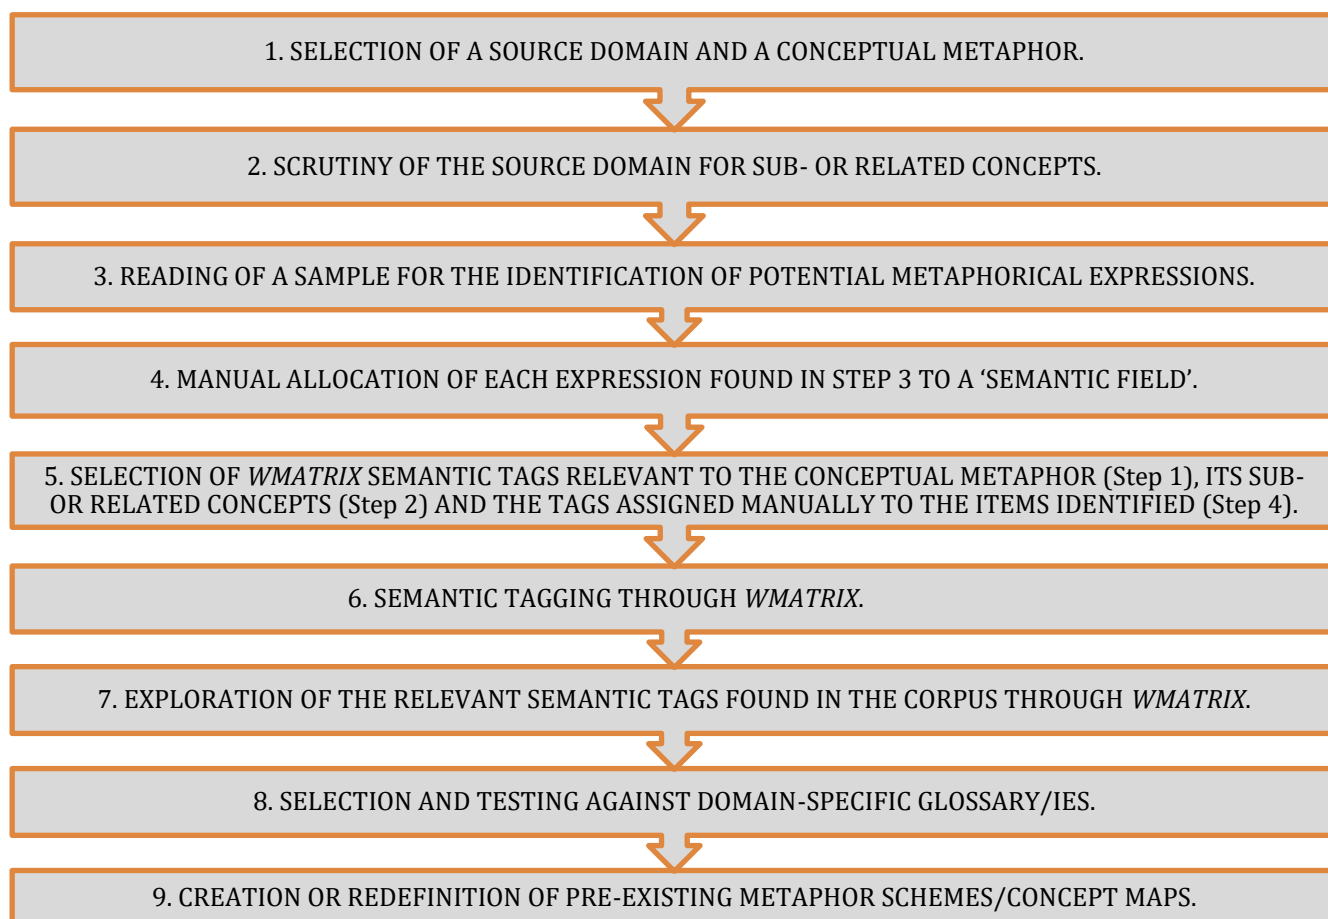 1. SELECTION OF A SOURCE DOMAIN AND A CONCEPTUAL METAPHOR.
2. SCRUTINY OF THE SOURCE DOMAIN FOR SUB- OR RELATED CONCEPTS.
3. READING OF A SAMPLE FOR THE IDENTIFICATION OF POTENTIAL METAPHORICAL EXPRESSIONS.
4. MANUAL ALLOCATION OF EACH EXPRESSION FOUND IN STEP 3 TO A ‘SEMANTIC FIELD’.
5. SELECTION OF WMATRIX SEMANTIC TAGS RELEVANT TO THE CONCEPTUAL METAPHOR (Step 1), ITS SUB-
OR RELATED CONCEPTS (Step 2) AND THE TAGS ASSIGNED MANUALLY TO THE ITEMS IDENTIFIED (Step 4).
6. SEMANTIC TAGGING THROUGH WMATRIX.
7. EXPLORATION OF THE RELEVANT SEMANTIC TAGS FOUND IN THE CORPUS THROUGH WMATRIX.
8. SELECTION AND TESTING AGAINST DOMAIN-SPECIFIC GLOSSARY/IES.
9. CREATION OR REDEFINITION OF PRE-EXISTING METAPHOR SCHEMES/CONCEPT MAPS.